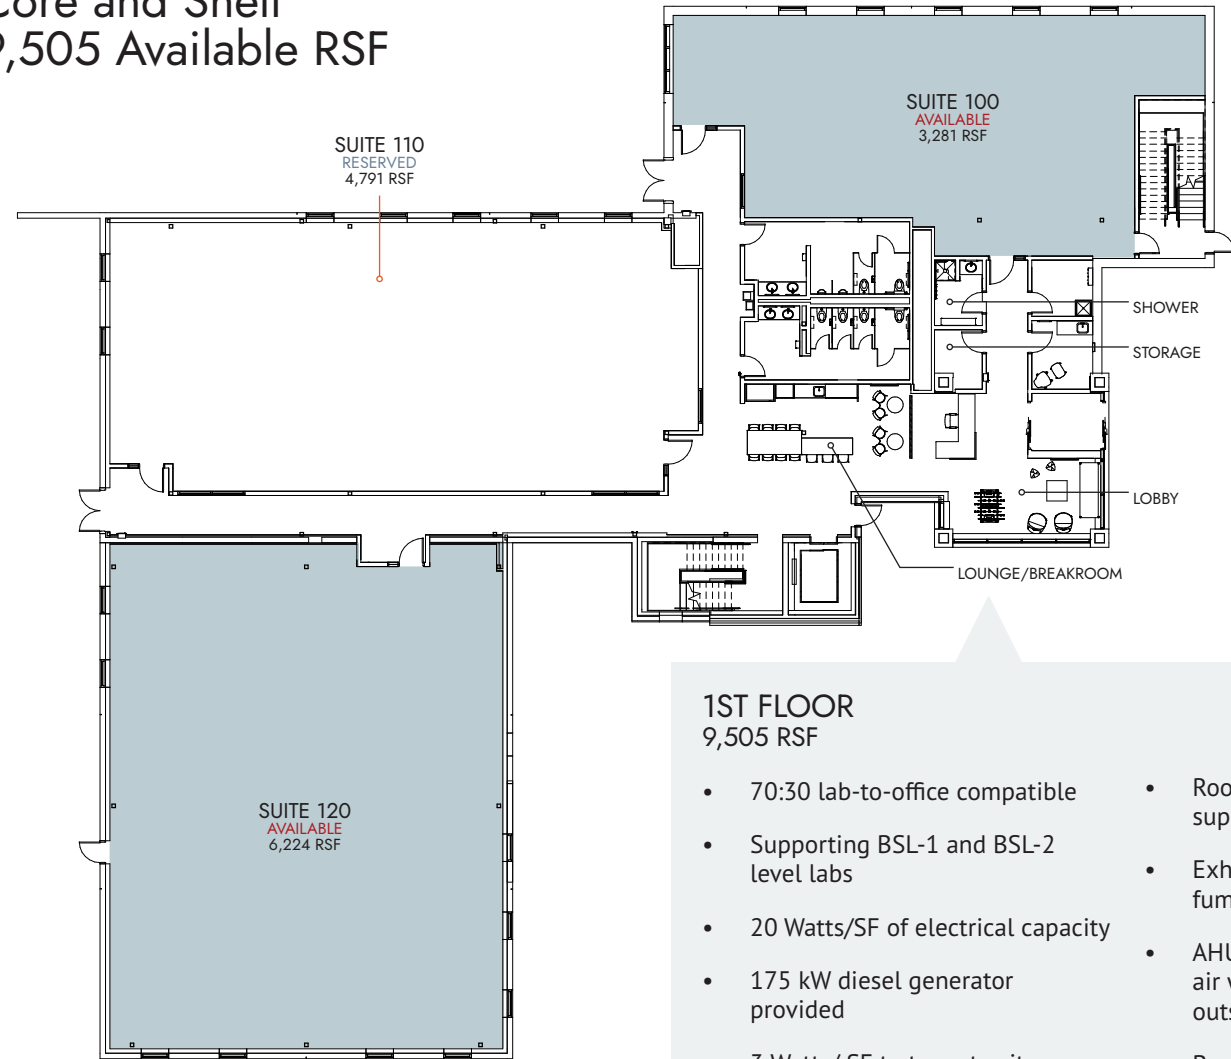 Core and Shell
9,505 Available RSF
SUITE 100
AVAILABLE
3,281 RSF
SUITE 110
RESERVED
4,791 RSF
SHOWER
STORAGE
LOBBY
LOUNGE/BREAKROOM
SUITE 120
AVAILABLE
6,224 RSF
1ST FLOOR
9,505 RSF
• 70:30 lab-to-office compatible
• Supporting BSL-1 and BSL-2
level labs
• 20 Watts/SF of electrical capacity
• 175 kW diesel generator
provided
•
•
•
air